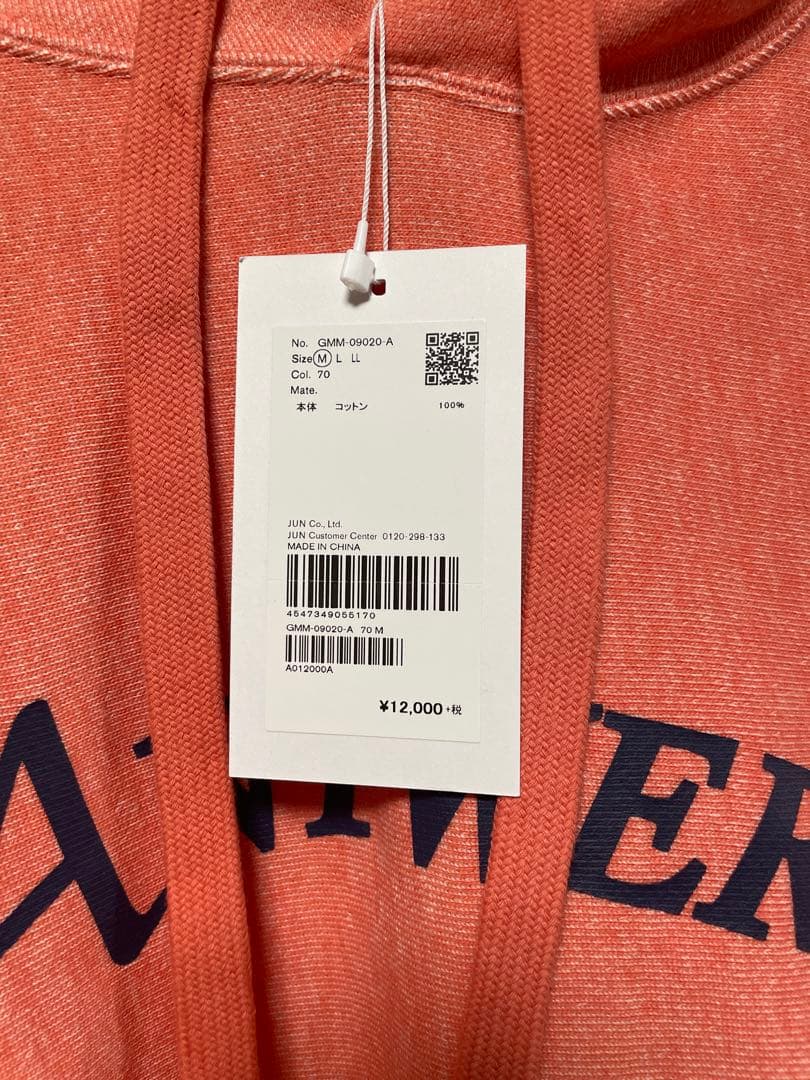 No. GMM-09020-A
Size M L LL
Col. 70
Mate.
本体 コットン 100%
JUN Co., Ltd.
JUN Customer Center 0120-298-133
MADE IN CHINA
4547349055170
GMM-09020-A 70 M
A012000A
¥12,000 +税